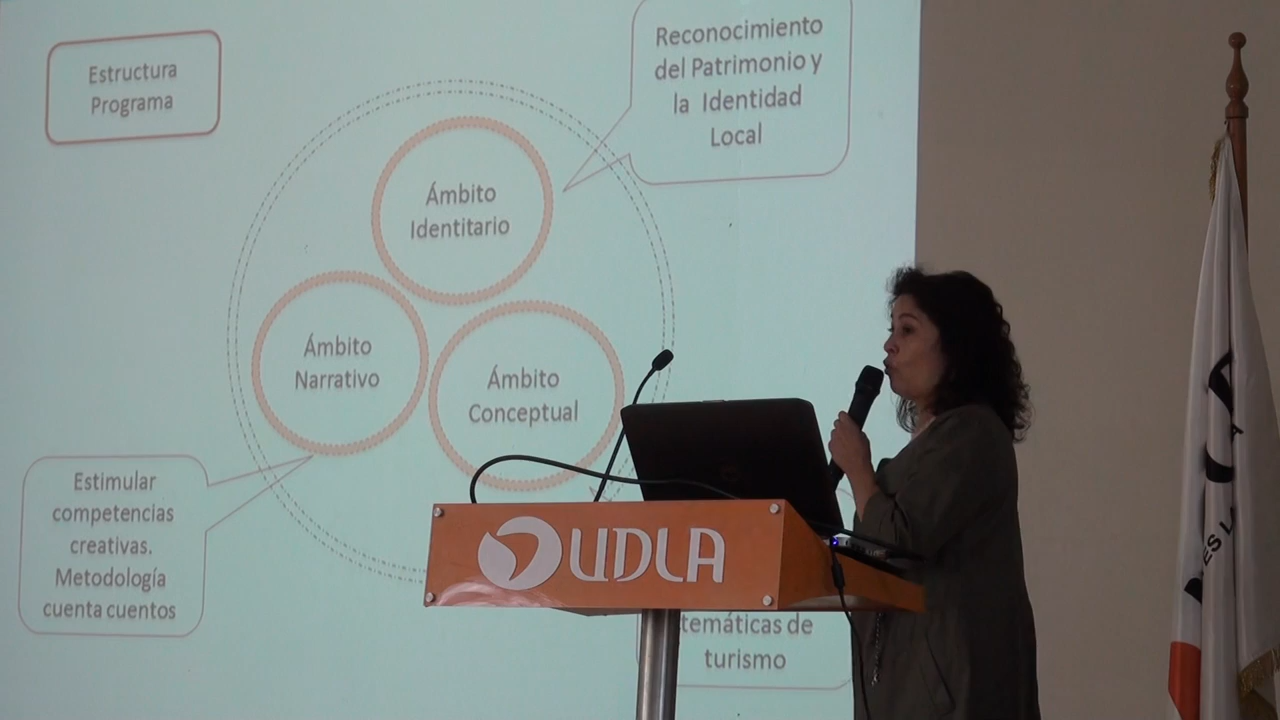 Estructura
Programa
Reconocimiento
del Patrimonio y
la Identidad
Local
Ámbito
Identitario
Ámbito
Narrativo
Ámbito
Conceptual
Estimular
competencias
creativas.
Metodología
cuenta cuentos
UDLA
temáticas de
turismo